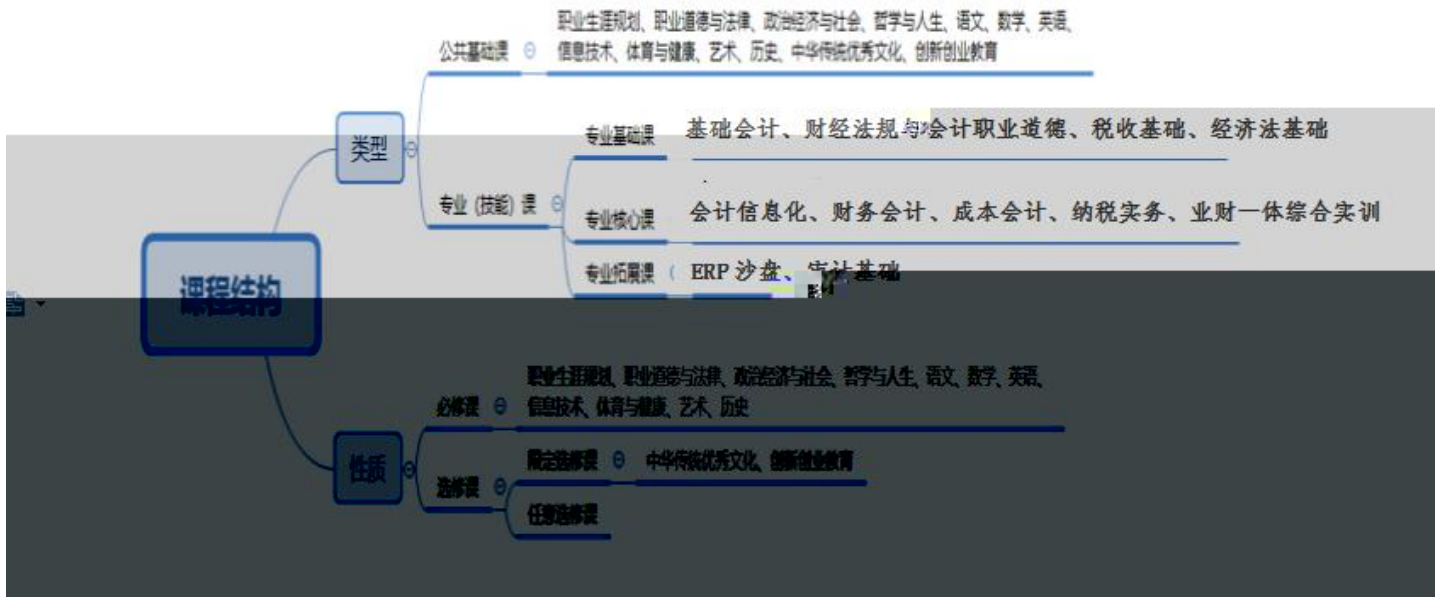 职业生涯规划、职业道德与法律、政治经济与社会、哲学与人生、语文、数学、英语、
公共基础课
信息技术、体育与健康、艺术、历史、中华传统优秀文化、创新创业教育
类型
专业基础课
基础会计、财经法规与会计职业道德、税收基础、经济法基础
专业（技能）课
专业核心课
会计信息化、财务会计、成本会计、纳税实务、业财一体综合实训
专业拓展课
ERP 沙盘、审计基础
课程结构
职业生涯规划、职业道德与法律、政治经济与社会、哲学与人生、语文、数学、英语、
必修课
信息技术、体育与健康、艺术、历史
性质
选修课
限定选修课
中华传统优秀文化、创新创业教育
任意选修课